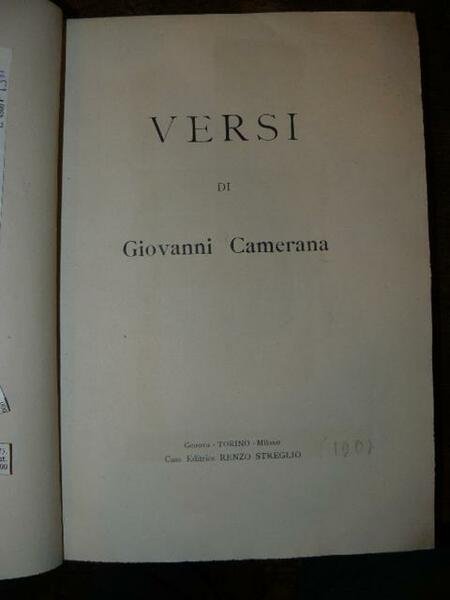 VERSI
DI
Giovanni Camerana
Genova - TORINO - Milano
Casa Editrice RENZO STREGLIO
(1907